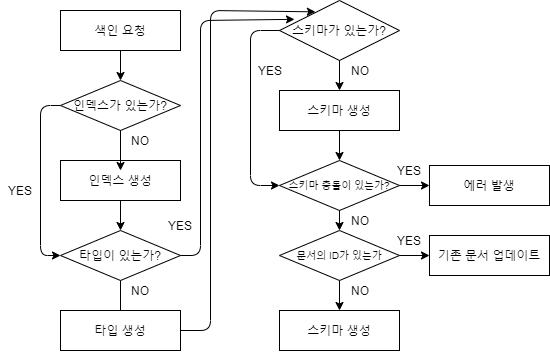 색인 요청
인덱스가 있는가?
NO
YES
인덱스 생성
타입이 있는가?
YES
NO
타입 생성
스키마가 있는가?
YES
NO
스키마 생성
스키마 충돌이 있는가?
YES
에러 발생
NO
문서의 ID가 있는가
YES
기존 문서 업데이트
NO
스키마 생성